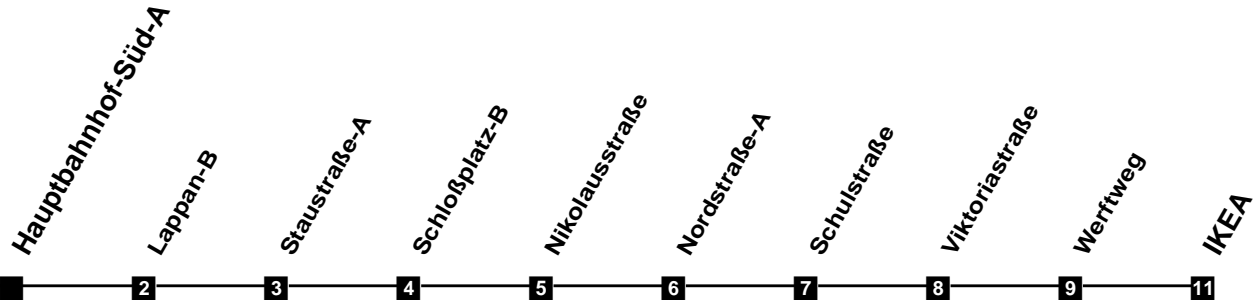 Hauptbahnhof-Süd-A
Lappan-B
Staustraße-A
Schloßplatz-B
Nikolausstraße
Nordstraße-A
Schulstraße
Viktoriastraße
Werftweg
IKEA
2 3 4 5 6 7 8 9 11